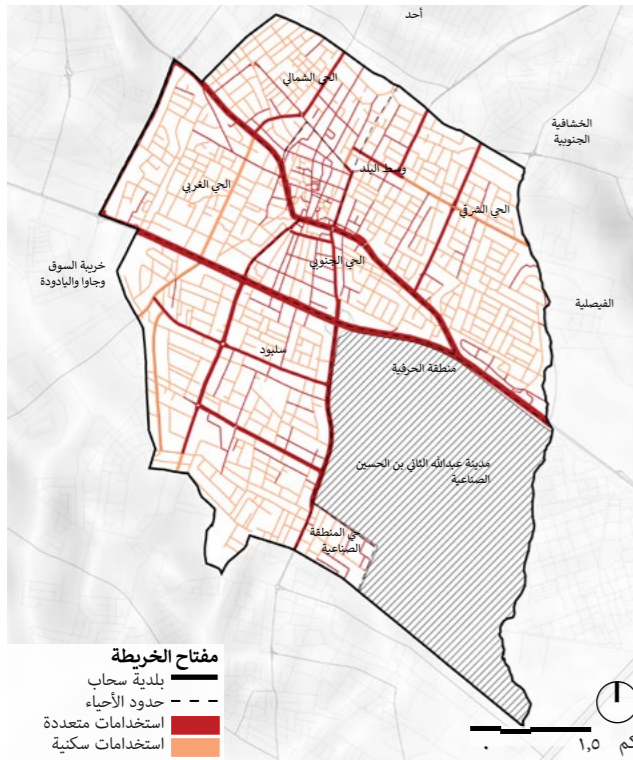 أحد
الحي الشمالي
الخشافية
الجنوبية
وسط البلد
الحي الغربي
الحي الشرقي
خريبة السوق
وجاوا واليادودة
الحي الجنوبي
الفيصلية
سلبود
منطقة الحرفية
مدينة عبدالله الثاني بن الحسين
الصناعية
حي المنطقة
الصناعية
مفتاح الخريطة
بلدية سحاب
حدود الأحياء
استخدامات متعددة
استخدامات سكنية
٠ ١,٥ كم